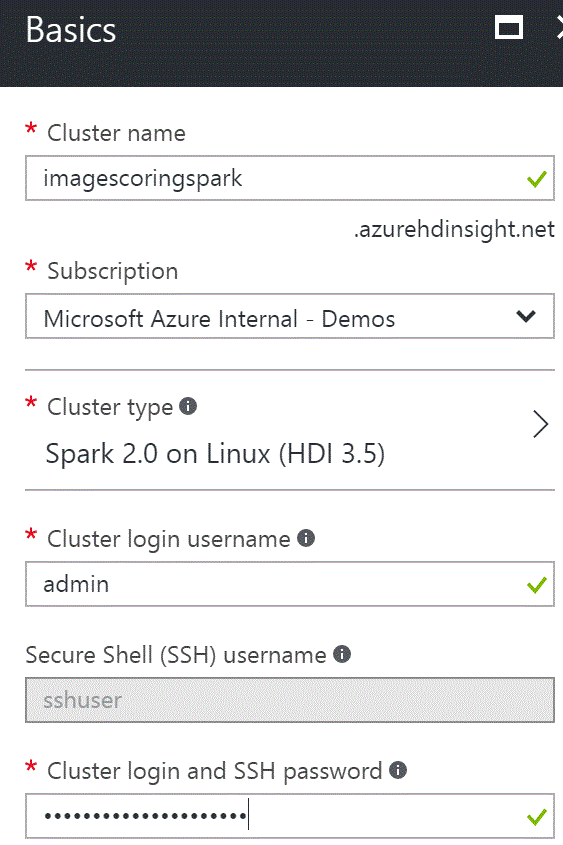 Basics
* Cluster name
imagescoringspark
.azurehdinsight.net
* Subscription
Microsoft Azure Internal - Demos
* Cluster type
Spark 2.0 on Linux (HDI 3.5)
* Cluster login username
admin
Secure Shell (SSH) username
sshuser
* Cluster login and SSH password
•••••••••••••••••••••